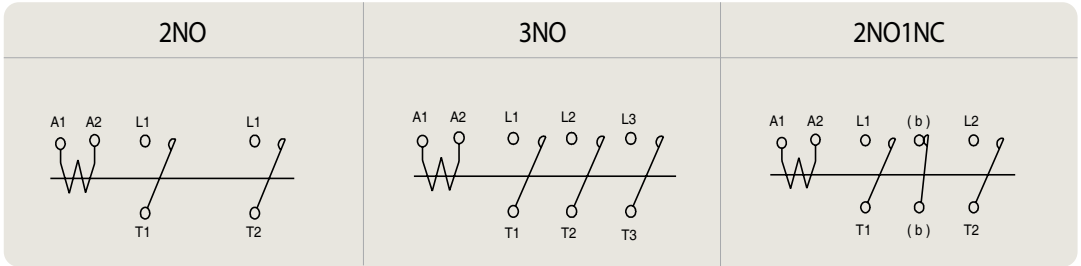 2NO 3NO 2NO1NC
A1 A2 L1 L1
T1 T2
A1 A2 L1 L2 L3
T1 T2 T3
A1 A2 L1 ( b ) L2
T1 ( b ) T2